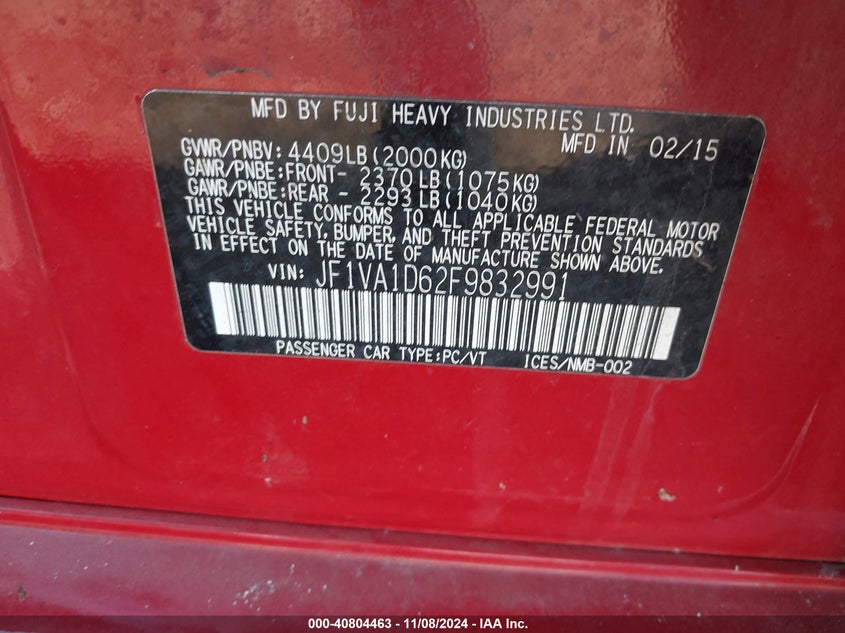 MFD BY FUJI HEAVY INDUSTRIES LTD.
MFD IN 02/15
GVWR/PNBV: 4409LB(2000KG)
GAWR/PNBE:FRONT- 2370LB(1075KG)
GAWR/PNBE:REAR - 2293LB(1040KG)
THIS VEHICLE CONFORMS TO ALL APPLICABLE FEDERAL MOTOR
VEHICLE SAFETY, BUMPER, AND THEFT PREVENTION STANDARDS
IN EFFECT ON THE DATE OF MANUFACTURE SHOWN ABOVE.
VIN: JF1VA1D62F9832991
PASSENGER CAR TYPE:PC/VT ICES/NMB-002
000-40804463 - 11/08/2024 - IAA Inc.